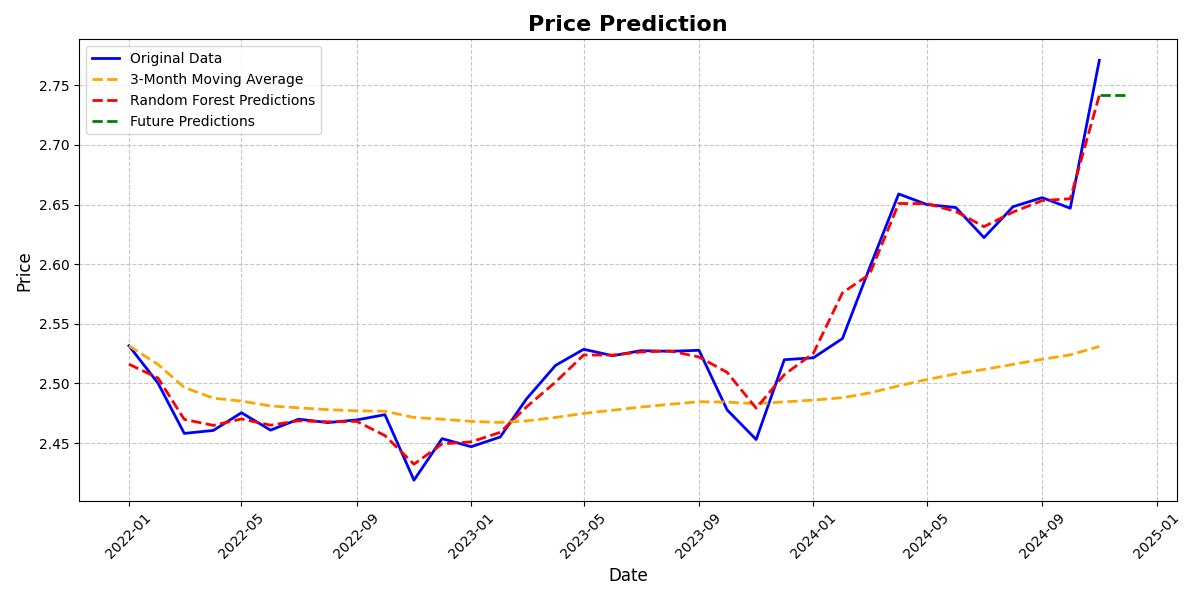 Price Prediction
Original Data
3-Month Moving Average
Random Forest Predictions
Future Predictions
Price
2.75
2.70
2.65
2.60
2.55
2.50
2.45
2022-01
2022-05
2022-09
2023-01
2023-05
2023-09
2024-01
2024-05
2024-09
2025-01
Date